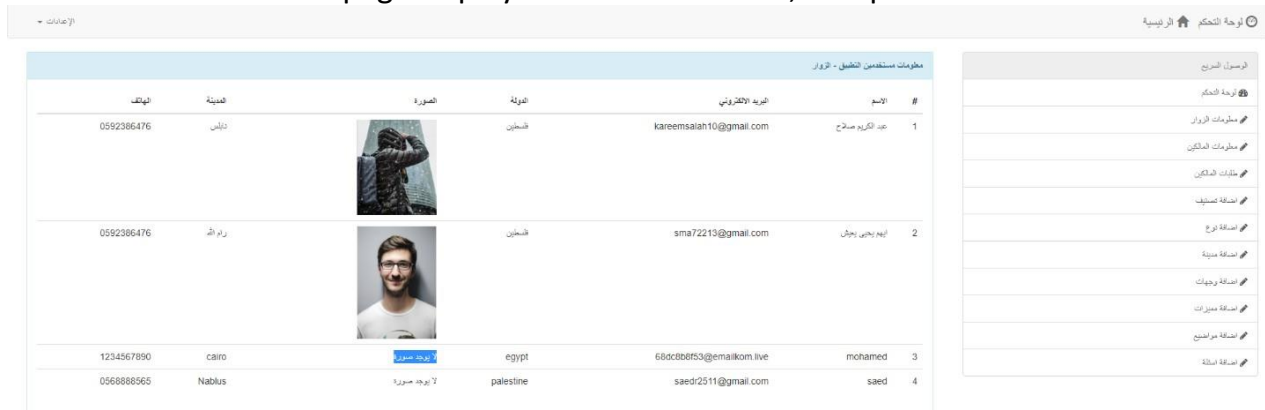 لوحة التحكم الرئيسية
الإعدادات
الوصول السريع
لوحة التحكم
معلومات الزوار
معلومات المالكين
طلبات المالكين
اضافة تصنيف
اضافة نوع
اضافة مدينة
اضافة وجهات
اضافة مميزات
اضافة مواضيع
اضافة اسئلة
معلومات مستخدمين التطبيق - الزوار
# الاسم البريد الالكتروني الدولة الصورة المدينة الهاتف
1 عبد الكريم صلاح kareemsalah10@gmail.com فلسطين نابلس 0592386476
2 ايهم يحيى يحيى sma72213@gmail.com فلسطين رام الله 0592386476
3 mohamed 68dc8b8f53@emailkom.live egypt لا يوجد صورة cairo 1234567890
4 saed saedr2511@gmail.com palestine لا يوجد صورة Nablus 0568888565